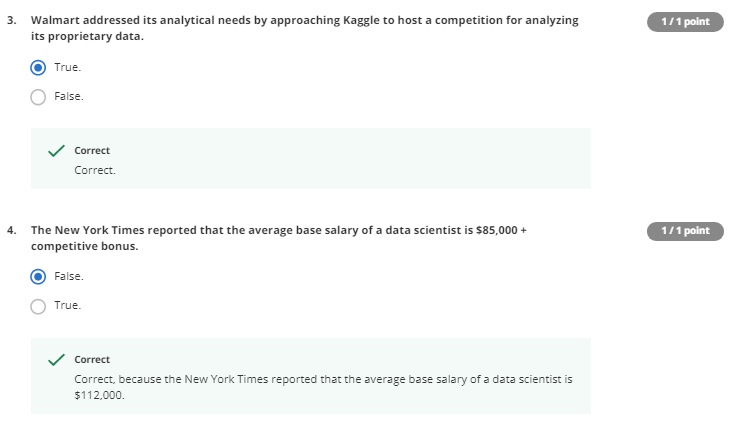 3. Walmart addressed its analytical needs by approaching Kaggle to host a competition for analyzing 1 / 1 point
its proprietary data.
True.
False.
Correct
Correct.
4. The New York Times reported that the average base salary of a data scientist is $85,000 + 1 / 1 point
competitive bonus.
False.
True.
Correct
Correct, because the New York Times reported that the average base salary of a data scientist is
$112,000.